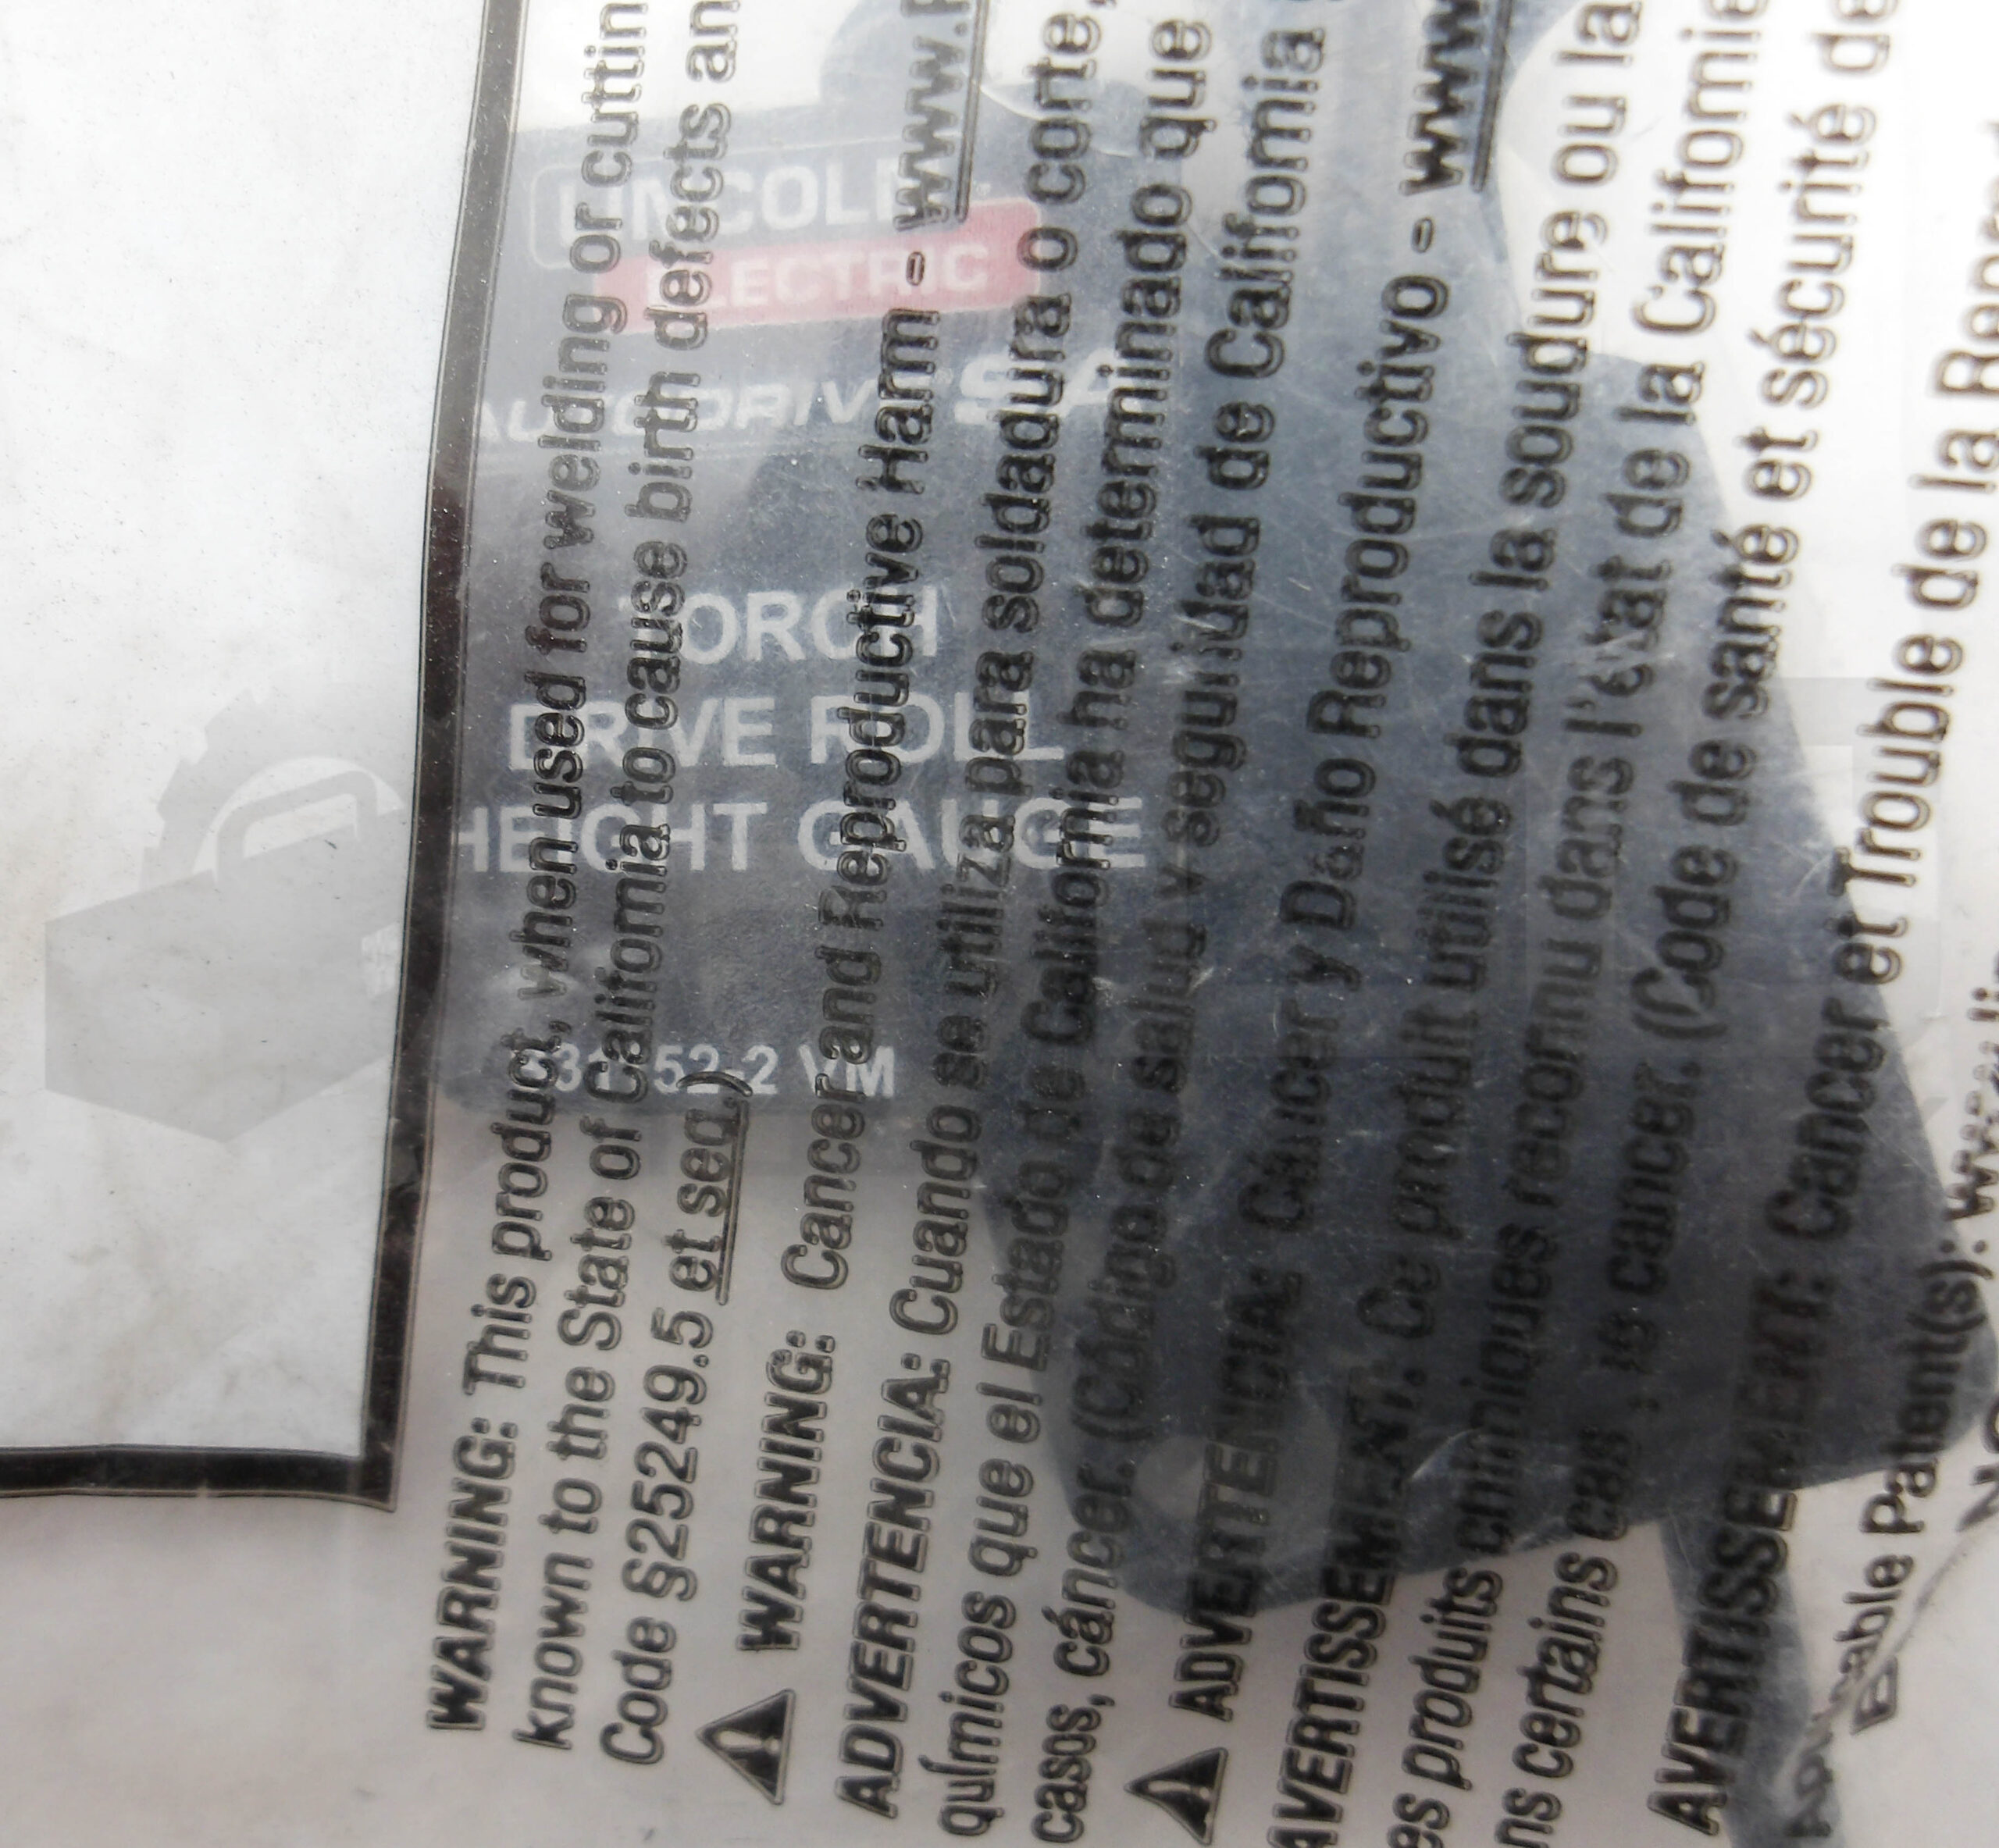 LINCOLN
ELECTRIC
TORCH
DRIVE ROLL
HEIGHT GAUGE
WARNING: This product, when used for welding or cuttin
known to the State of California to cause birth defects an
Code §25249.5 et seq.)
WARNING: Cancer and Reproductive Harm - www.
ADVERTENCIA: Cuando se utiliza para soldadura o corte,
químicos que el Estado de California ha determinado que
casos, cáncer. (Código de salud y seguridad de California
ADVERTENCIA: Cáncer y Daño Reproductivo - www
AVERTISSEMENT: Ce produit utilisé dans la soudure ou la
es produits chimiques reconnu dans l'état de la Californie
ns certains cas, le cancer. (Code de santé et sécurité de
AVERTISSEMENT: Cancer et Trouble de la Reprod
Patent(s):